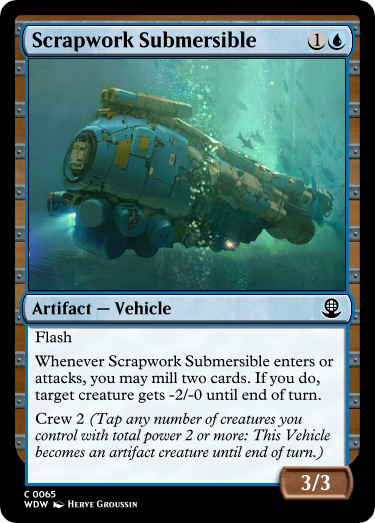 Scrapwork Submersible 1
Artifact — Vehicle
Flash
Whenever Scrapwork Submersible enters or
attacks, you may mill two cards. If you do,
target creature gets -2/-0 until end of turn.
Crew 2 (Tap any number of creatures you
control with total power 2 or more: This Vehicle
becomes an artifact creature until end of turn.)
3/3
C 0065
WDW Herve Groussin